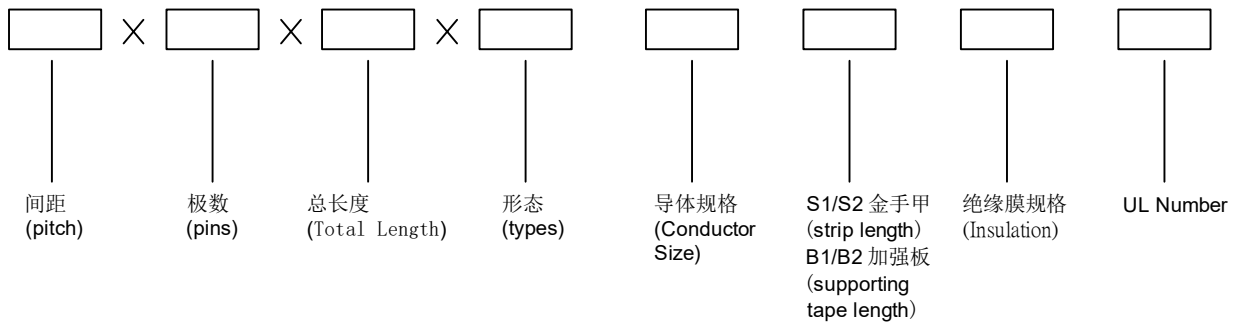 × × ×
间距
(pitch)
极数
(pins)
总长度
(Total Length)
形态
(types)
导体规格
(Conductor
Size)
S1/S2 金手甲
(strip length)
B1/B2 加强板
(supporting
tape length)
绝缘膜规格
(Insulation)
UL Number